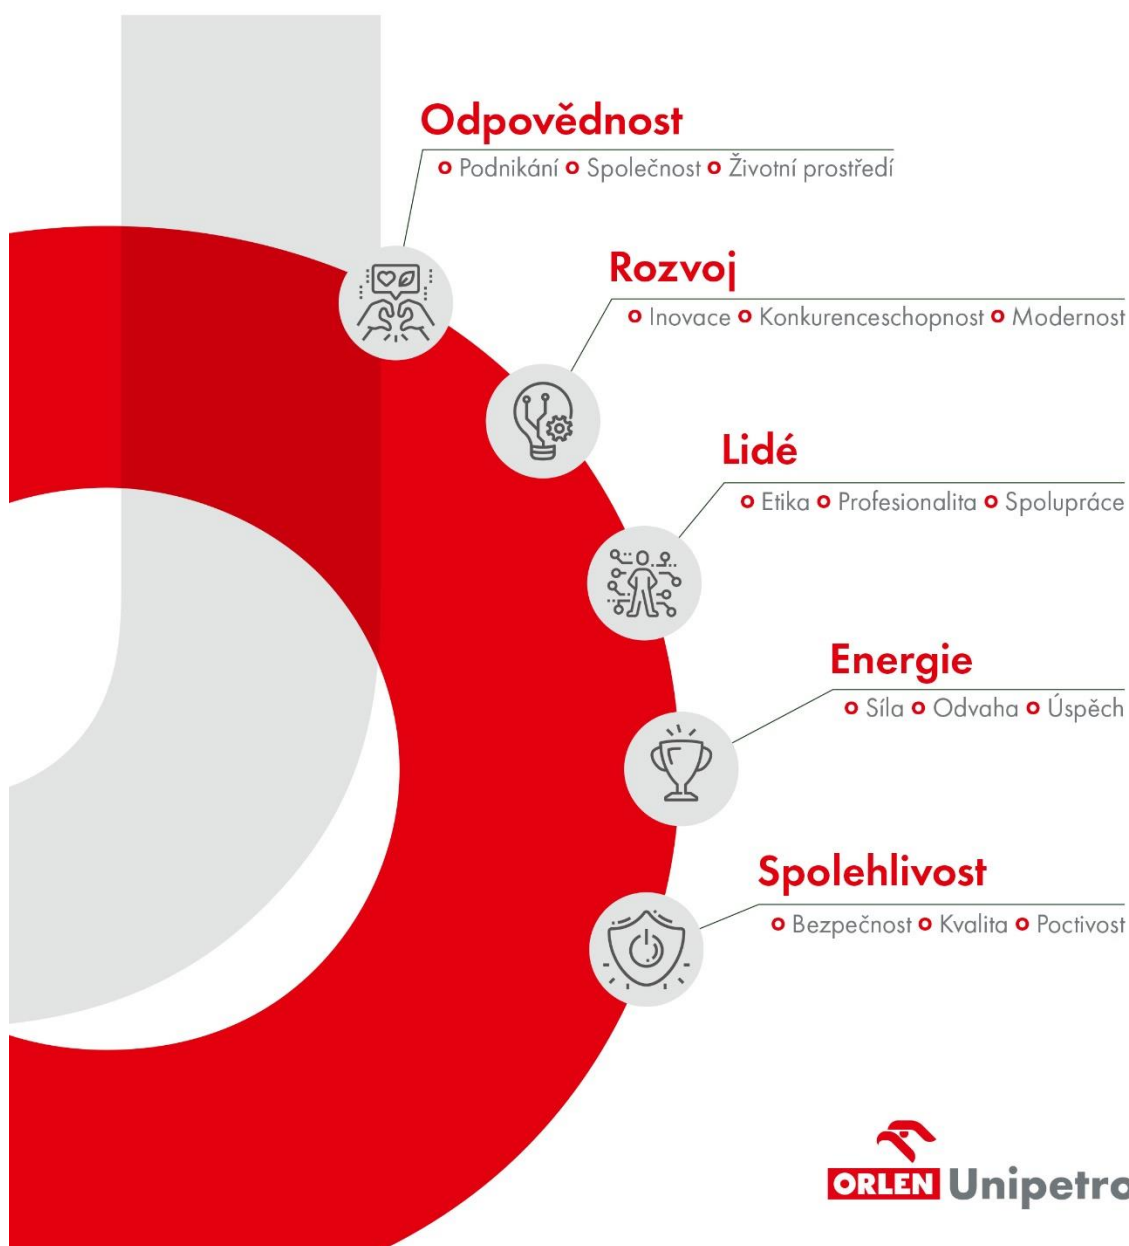 Odpovědnost
Podnikání Společnost Životní prostředí
Rozvoj
Inovace Konkurenceschopnost Modernost
Lidé
Etika Profesionalita Spolupráce
Energie
Síla Odvaha Úspěch
Spolehlivost
Bezpečnost Kvalita Poctivost
ORLEN Unipetro